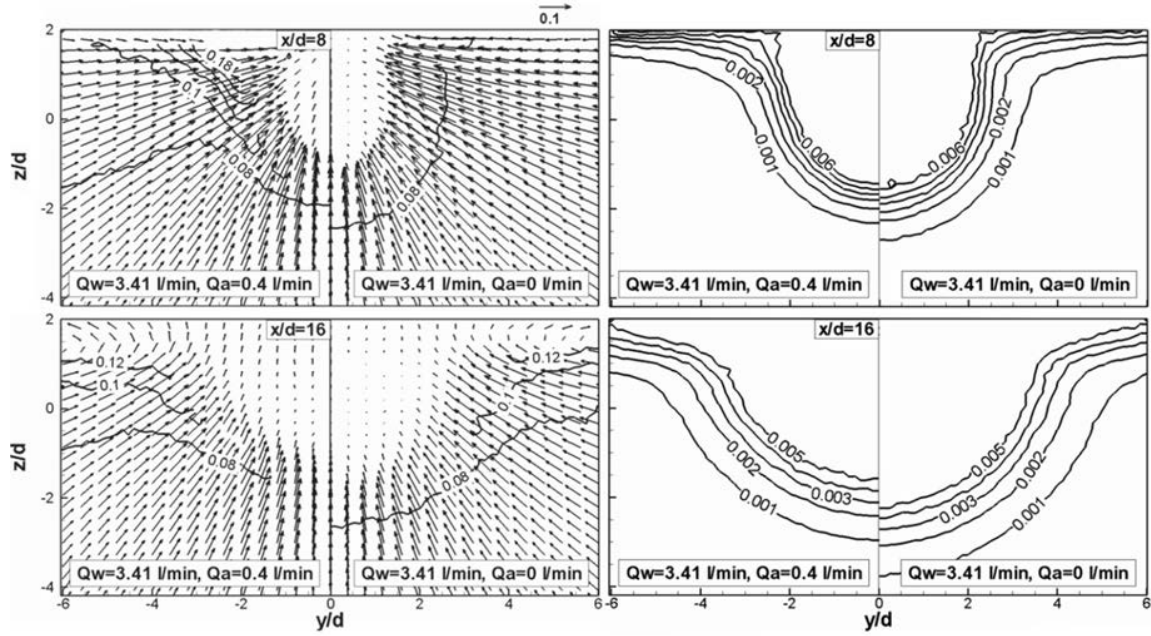 0.1
2
0
-2
-4
z/d
x/d=8
0.18
0.1
0.08
0.08
Qw=3.41 l/min, Qa=0.4 l/min
Qw=3.41 l/min, Qa=0 l/min
x/d=8
0.002
0.006
0.001
0.002
0.006
0.001
Qw=3.41 l/min, Qa=0.4 l/min
Qw=3.41 l/min, Qa=0 l/min
2
0
-2
-4
z/d
x/d=16
0.12
0.1
0.08
0.12
0.1
0.08
Qw=3.41 l/min, Qa=0.4 l/min
Qw=3.41 l/min, Qa=0 l/min
-6 -4 -2 0 2 4 6
y/d
x/d=16
0.005
0.002
0.003
0.001
0.005
0.002
0.003
0.001
Qw=3.41 l/min, Qa=0.4 l/min
Qw=3.41 l/min, Qa=0 l/min
-6 -4 -2 0 2 4 6
y/d